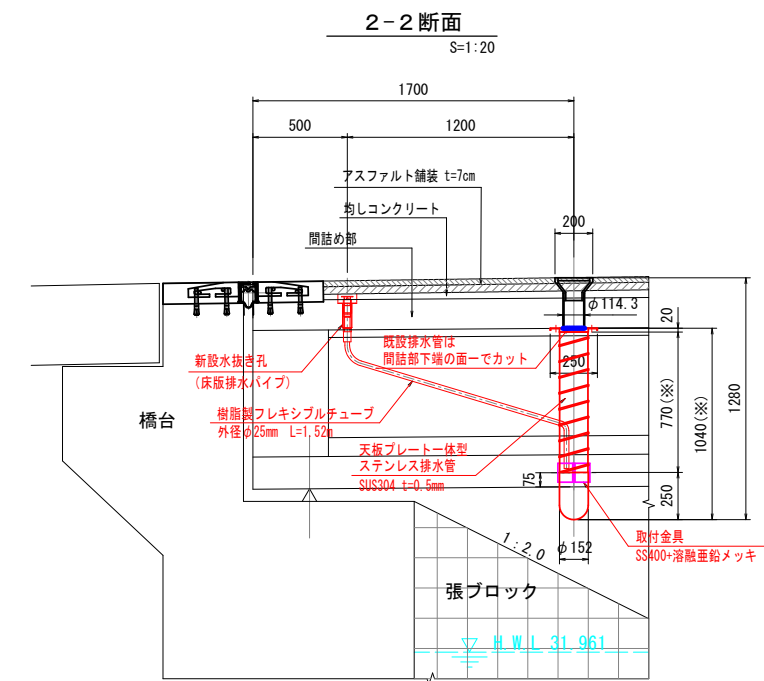 2-2断面
S=1:20
1700
500
1200
アスファルト舗装 t=7cm
均しコンクリート
200
間詰め部
φ114.3
20
既設排水管は
間詰部下端の面一でカット
新設水抜き孔
(床版排水パイプ)
250
770(※)
1040(※)
1280
樹脂製フレキシブルチューブ
外径φ25mm L=1,52m
橋台
天板プレート一体型
ステンレス排水管
SUS304 t=0.5mm
75
250
1:2.0
φ152
取付金具
SS400+溶融亜鉛メッキ
張ブロック
H.W.L 31.961